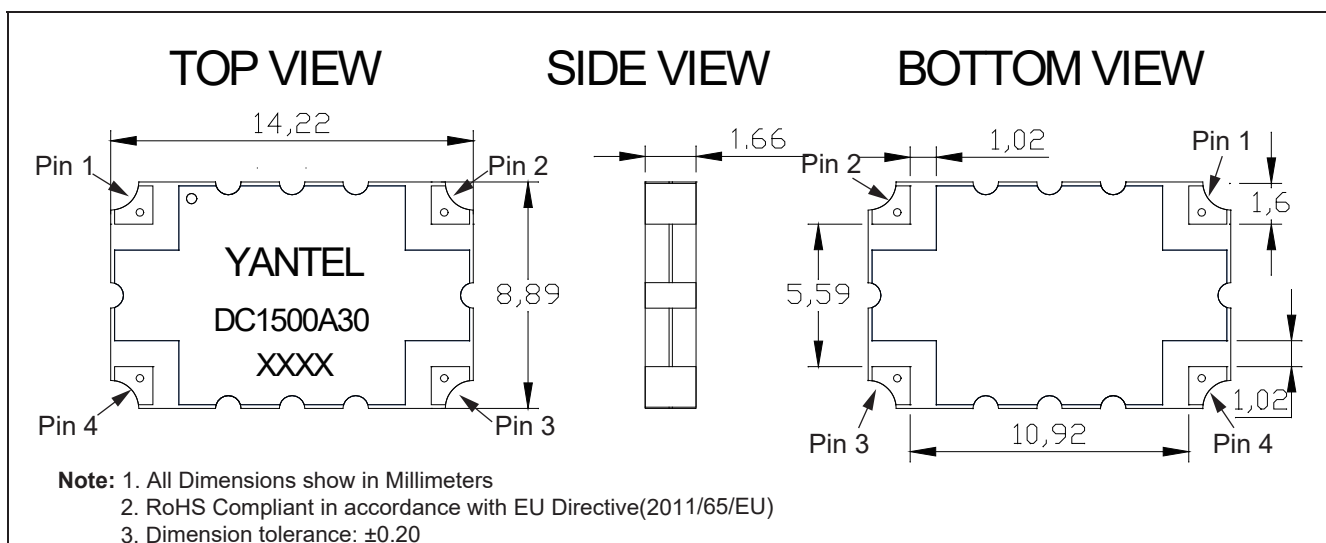 TOP VIEW
SIDE VIEW
BOTTOM VIEW
14,22
1.66
1,02
Pin 1
Pin 2
Pin 2
Pin 1
1,6
YANTEL
DC1500A30
XXXX
8,89
5,59
Pin 4
Pin 3
Pin 3
10,92
Pin 4
1,02
Note: 1. All Dimensions show in Millimeters
2. RoHS Compliant in accordance with EU Directive(2011/65/EU)
3. Dimension tolerance: ±0.20